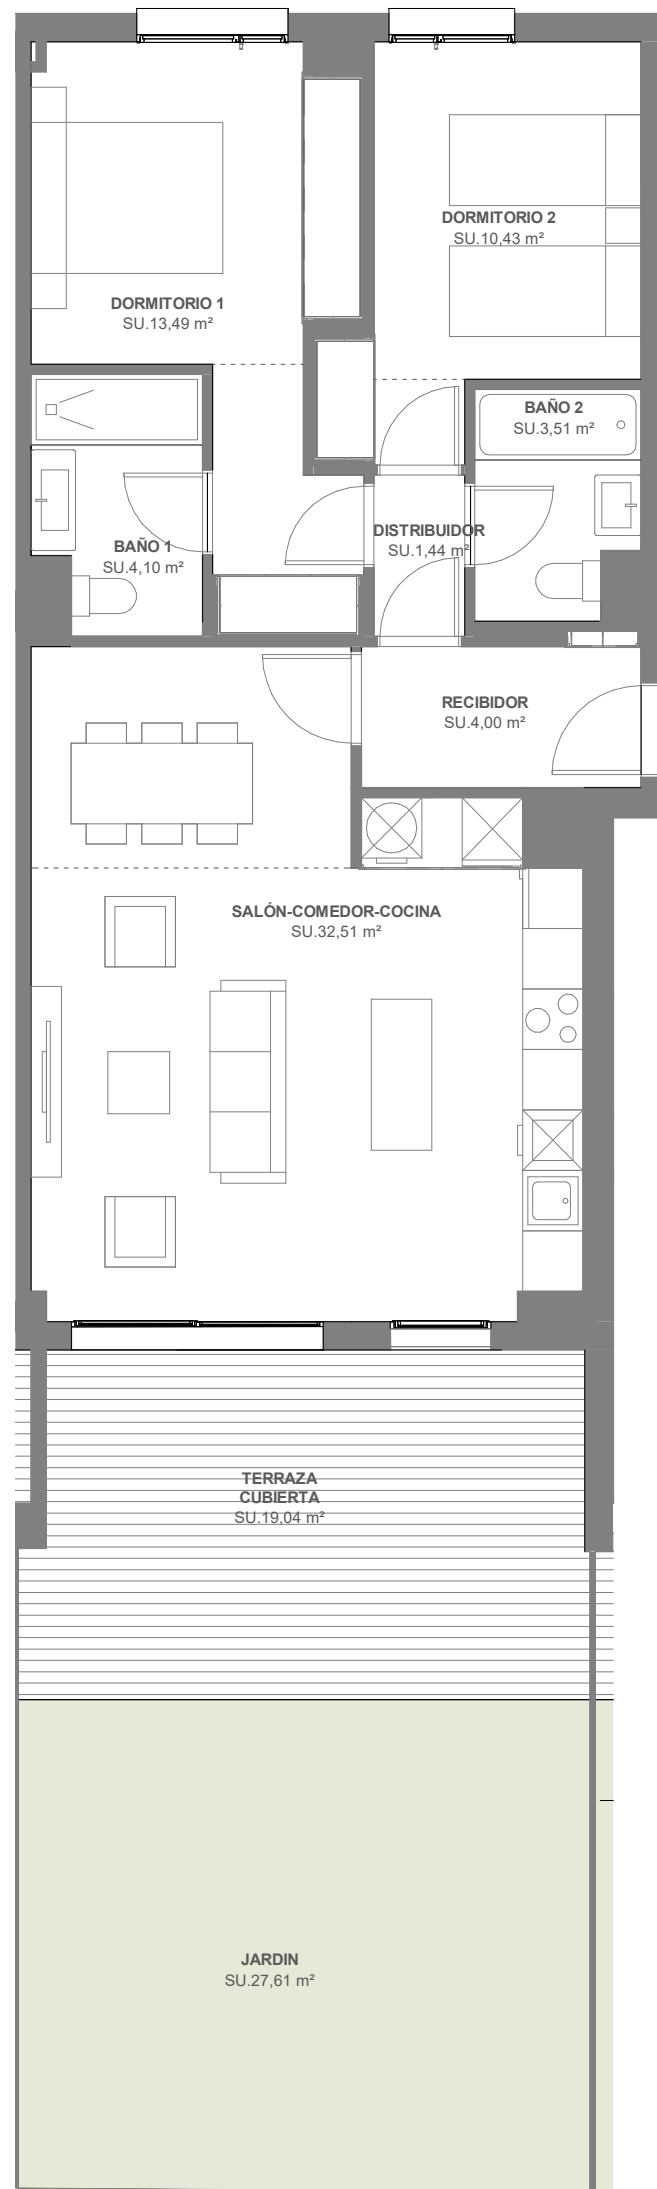 DORMITORIO 2
SU.10,43 m²
DORMITORIO 1
SU.13,49 m²
BAÑO 2
SU.3,51 m²
DISTRIBUIDOR
SU.1,44 m²
BAÑO 1
SU.4,10 m²
RECIBIDOR
SU.4,00 m²
SALÓN-COMEDOR-COCINA
SU.32,51 m²
TERRAZA
CUBIERTA
SU.19,04 m²
JARDIN
SU.27,61 m²